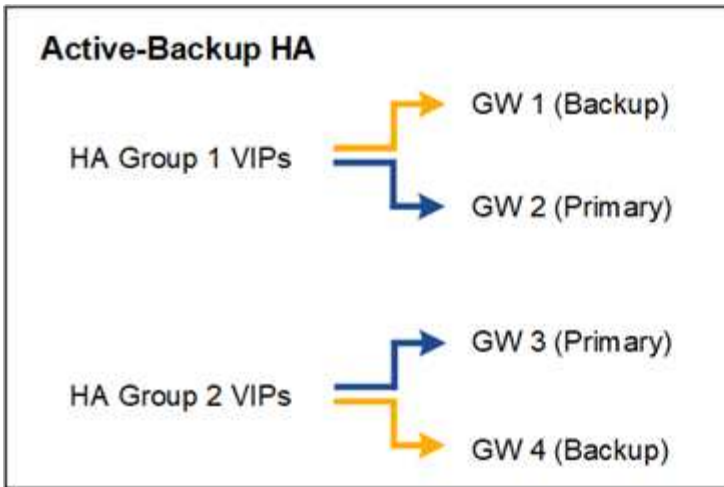 Active-Backup HA
GW 1 (Backup)
HA Group 1 VIPs
GW 2 (Primary)
GW 3 (Primary)
HA Group 2 VIPs
GW 4 (Backup)